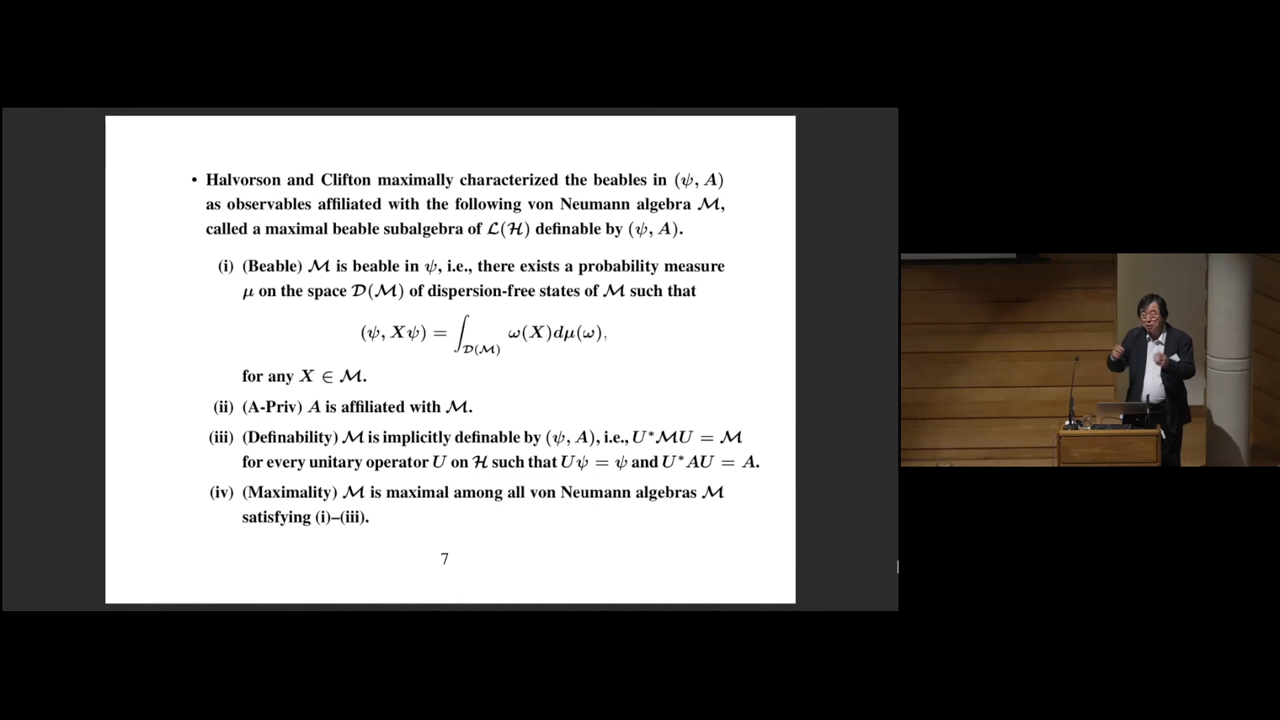 • Halvorson and Clifton maximally characterized the beables in (ψ, A)
as observables affiliated with the following von Neumann algebra ℳ,
called a maximal beable subalgebra of ℒ(ℋ) definable by (ψ, A).
(i) (Beable) ℳ is beable in ψ, i.e., there exists a probability measure
μ on the space 𝒟(ℳ) of dispersion-free states of ℳ such that
(ψ, Xψ) = ∫_{𝒟(ℳ)} ω(X)dμ(ω),
for any X ∈ ℳ.
(ii) (A-Priv) A is affiliated with ℳ.
(iii) (Definability) ℳ is implicitly definable by (ψ, A), i.e., U*ℳU = ℳ
for every unitary operator U on ℋ such that Uψ = ψ and U*AU = A.
(iv) (Maximality) ℳ is maximal among all von Neumann algebras ℳ
satisfying (i)–(iii).
7